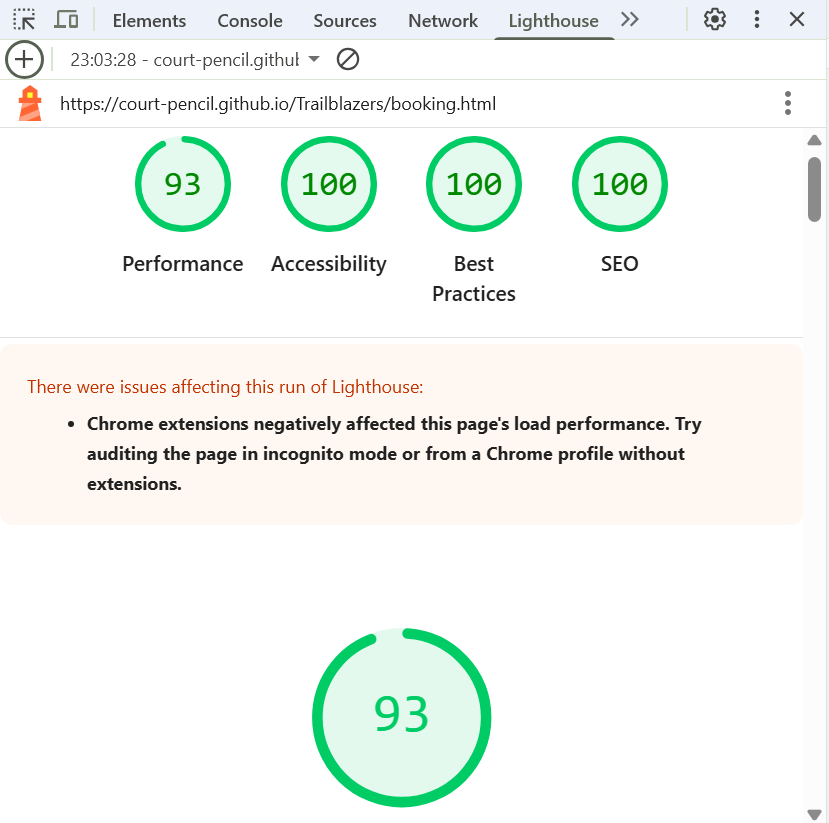 Elements Console Sources Network Lighthouse
23:03:28 - court-pencil.githul
https://court-pencil.github.io/Trailblazers/booking.html
93 100 100 100
Performance Accessibility Best Practices SEO
There were issues affecting this run of Lighthouse:
• Chrome extensions negatively affected this page's load performance. Try
auditing the page in incognito mode or from a Chrome profile without
extensions.
93